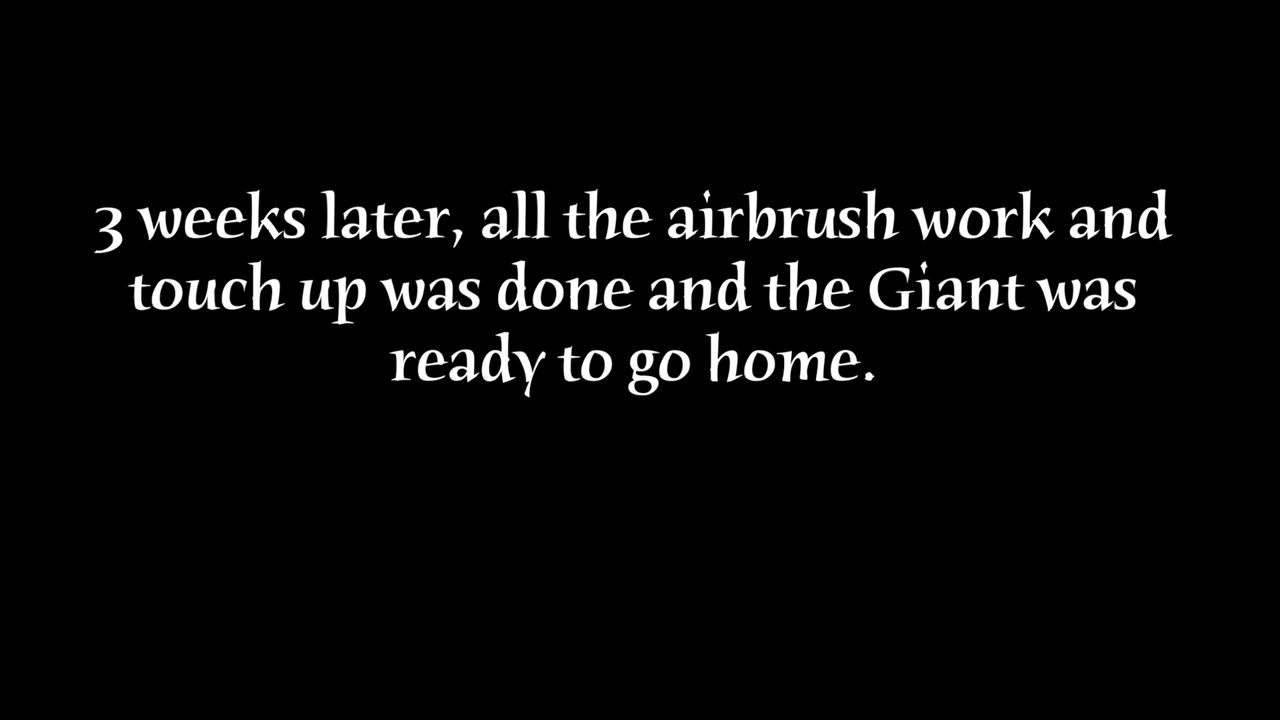 3 weeks later, all the airbrush work and
touch up was done and the Giant was
ready to go home.